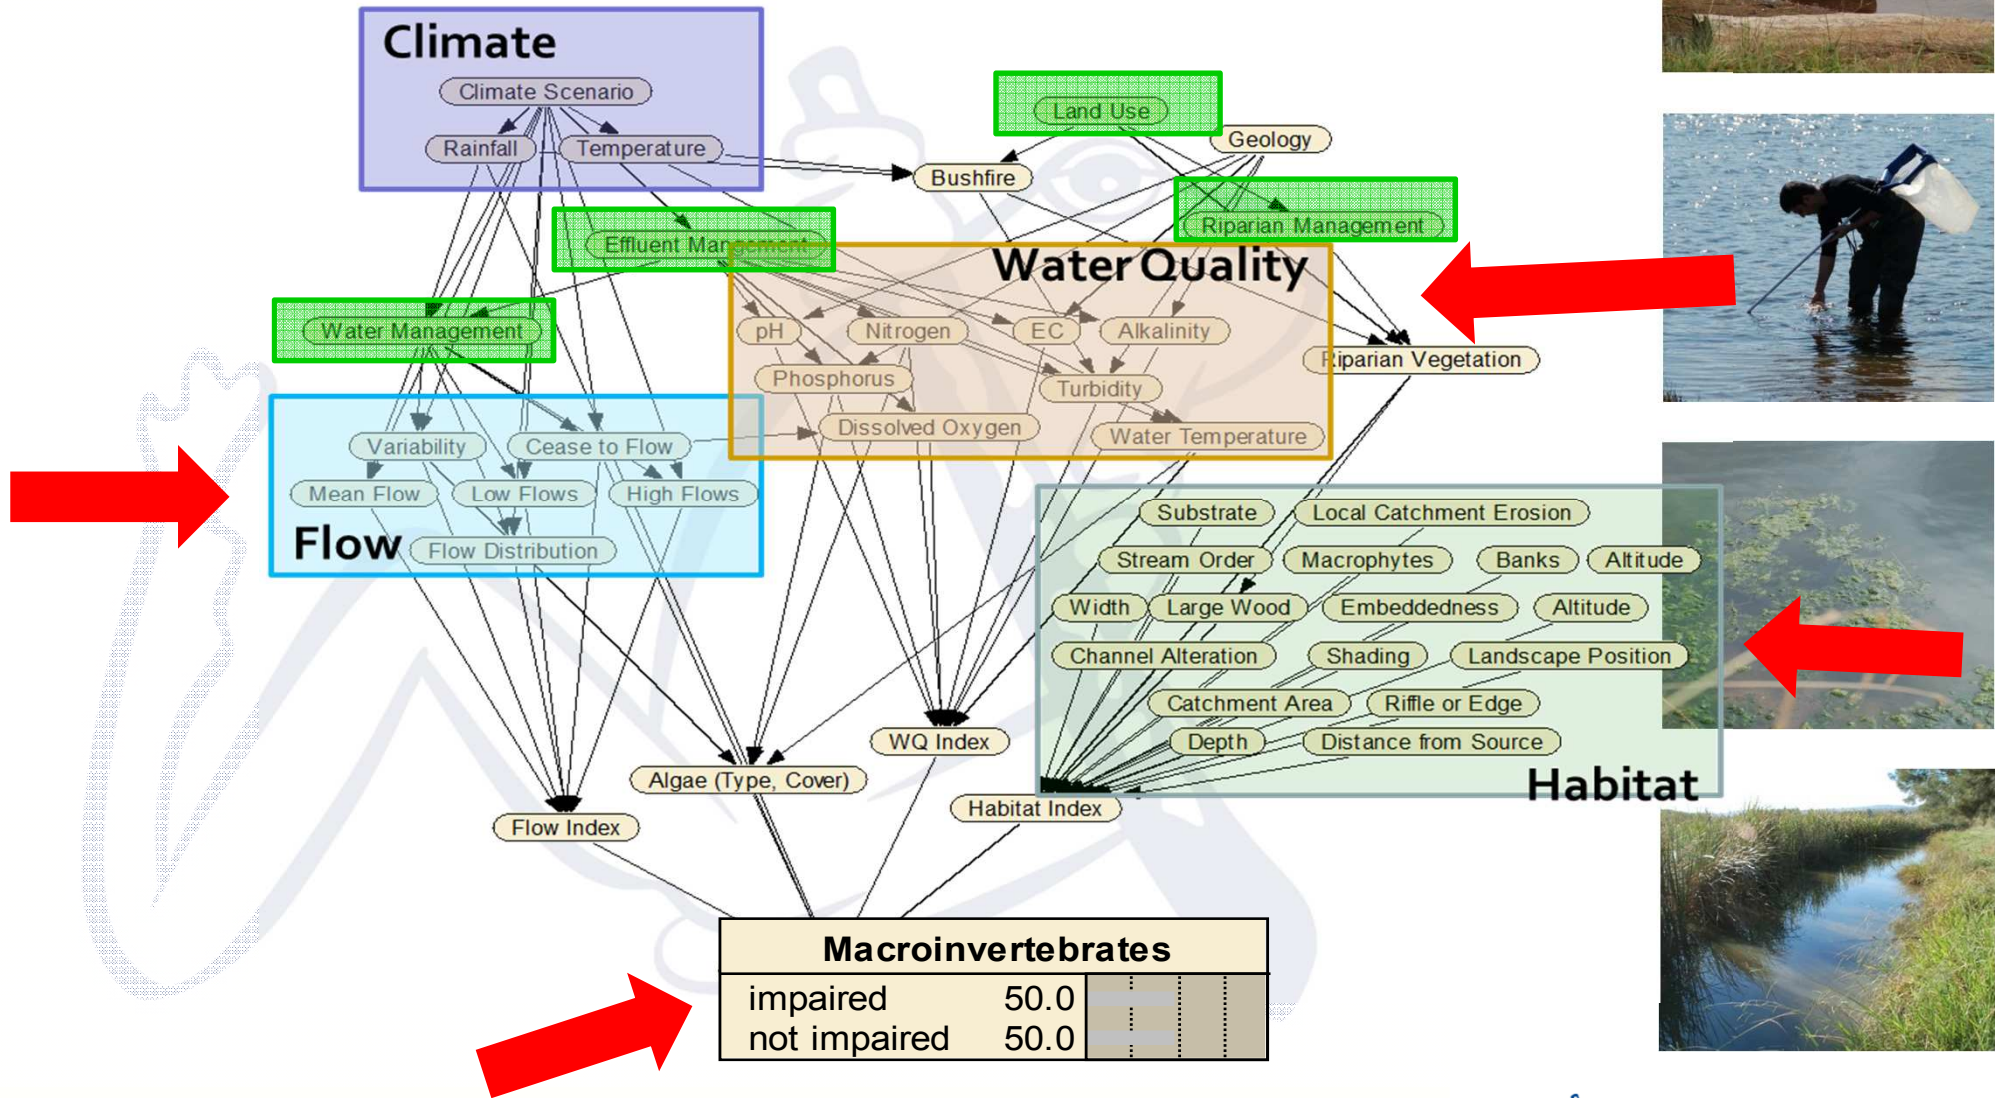 Climate
Climate Scenario
Rainfall
Temperature
Land Use
Geology
Bushfire
Effluent Management
Riparian Management
Water Quality
Water Management
pH
Nitrogen
EC
Alkalinity
Riparian Vegetation
Phosphorus
Turbidity
Dissolved Oxygen
Water Temperature
Variability
Cease to Flow
Mean Flow
Low Flows
High Flows
Flow
Flow Distribution
Substrate
Local Catchment Erosion
Stream Order
Macrophytes
Banks
Altitude
Width
Large Wood
Embeddedness
Altitude
Channel Alteration
Shading
Landscape Position
Catchment Area
Riffle or Edge
Depth
Distance from Source
Habitat
WQ Index
Algae (Type, Cover)
Habitat Index
Flow Index
Macroinvertebrates
impaired 50.0
not impaired 50.0